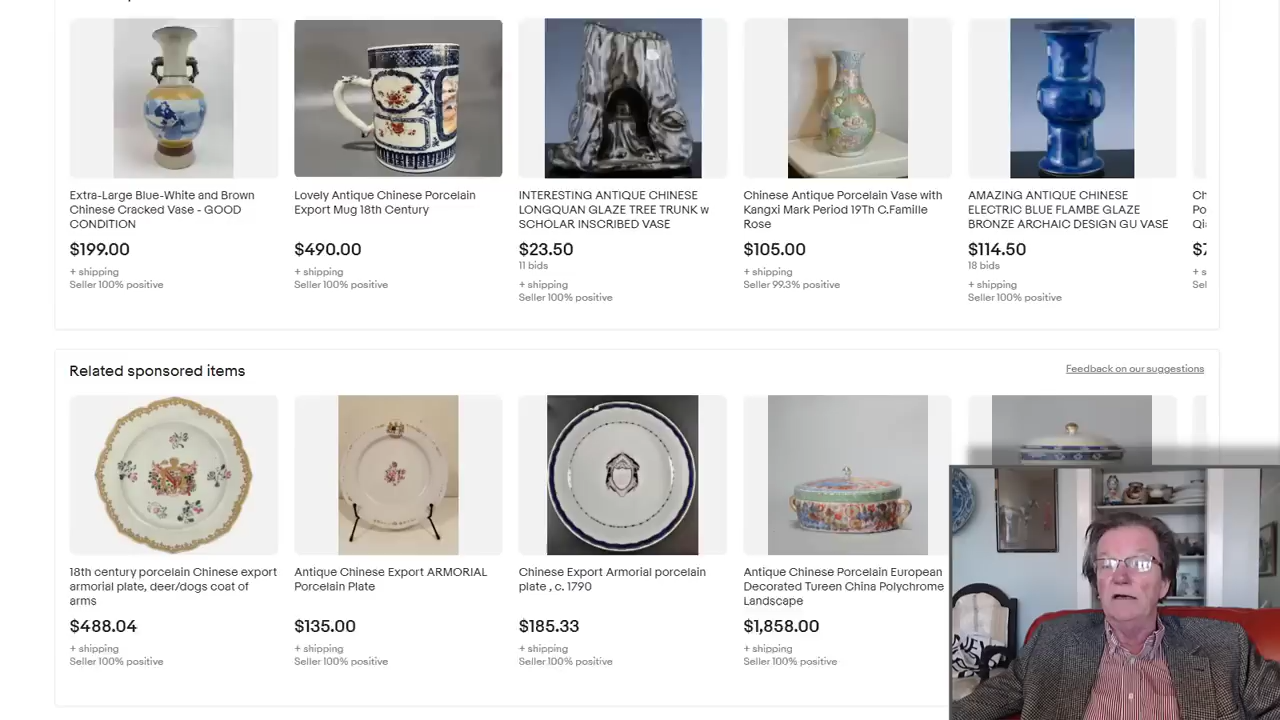 Extra-Large Blue-White and Brown
Chinese Cracked Vase - GOOD
CONDITION
$199.00
+ shipping
Seller 100% positive
Lovely Antique Chinese Porcelain
Export Mug 18th Century
$490.00
+ shipping
Seller 100% positive
INTERESTING ANTIQUE CHINESE
LONGQUAN GLAZE TREE TRUNK w
SCHOLAR INSCRIBED VASE
$23.50
11 bids
+ shipping
Seller 100% positive
Chinese Antique Porcelain Vase with
Kangxi Mark Period 19Th C.Famille
Rose
$105.00
+ shipping
Seller 99.3% positive
AMAZING ANTIQUE CHINESE
ELECTRIC BLUE FLAMBE GLAZE
BRONZE ARCHAIC DESIGN GU VASE
$114.50
18 bids
+ shipping
Seller 100% positive
Related sponsored items
Feedback on our suggestions
18th century porcelain Chinese export
armorial plate, deer/dogs coat of
arms
$488.04
+ shipping
Seller 100% positive
Antique Chinese Export ARMORIAL
Porcelain Plate
$135.00
+ shipping
Seller 100% positive
Chinese Export Armorial porcelain
plate , c. 1790
$185.33
+ shipping
Seller 100% positive
Antique Chinese Porcelain European
Decorated Tureen China Polychrome
Landscape
$1,858.00
+ shipping
Seller 100% positive